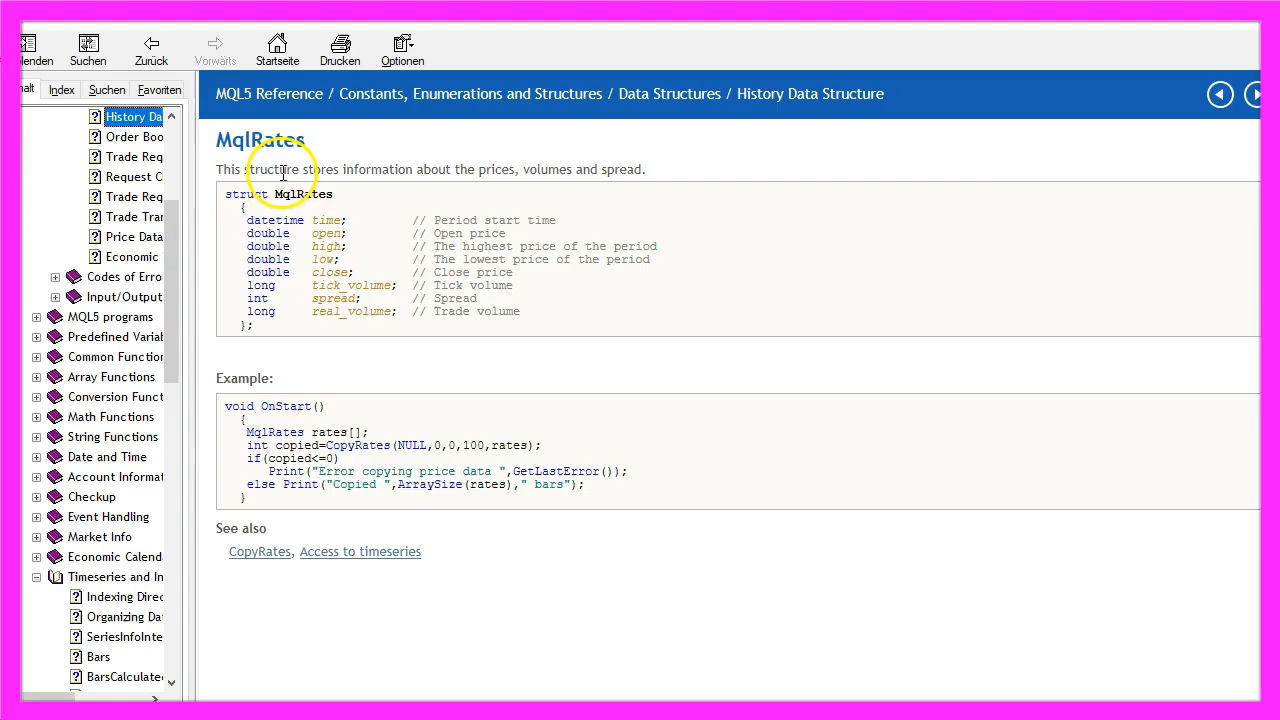 lenden Suchen Zurück Vorwärts Startseite Drucken Optionen
alt Index Suchen Favoriten
MQL5 Reference / Constants, Enumerations and Structures / Data Structures / History Data Structure
History Da
Order Boo
Trade Req
Request C
Trade Req
Trade Tran
Price Data
Economic
Codes of Erro
Input/Output
MQL5 programs
Predefined Variab
Common Function
Array Functions
Conversion Funct
Math Functions
String Functions
Date and Time
Account Informat
Checkup
Event Handling
Market Info
Economic Calend
Timeseries and In
Indexing Direc
Organizing Da
SeriesInfoInte
Bars
BarsCalculated
MqlRates
This structure stores information about the prices, volumes and spread.
struct MqlRates
{
datetime time; // Period start time
double open; // Open price
double high; // The highest price of the period
double low; // The lowest price of the period
double close; // Close price
long tick_volume; // Tick volume
int spread; // Spread
long real_volume; // Trade volume
};
Example:
void OnStart()
{
MqlRates rates[];
int copied=CopyRates(NULL,0,0,100,rates);
if(copied<=0)
Print("Error copying price data ",GetLastError());
else Print("Copied ",ArraySize(rates)," bars");
}
See also
CopyRates, Access to timeseries